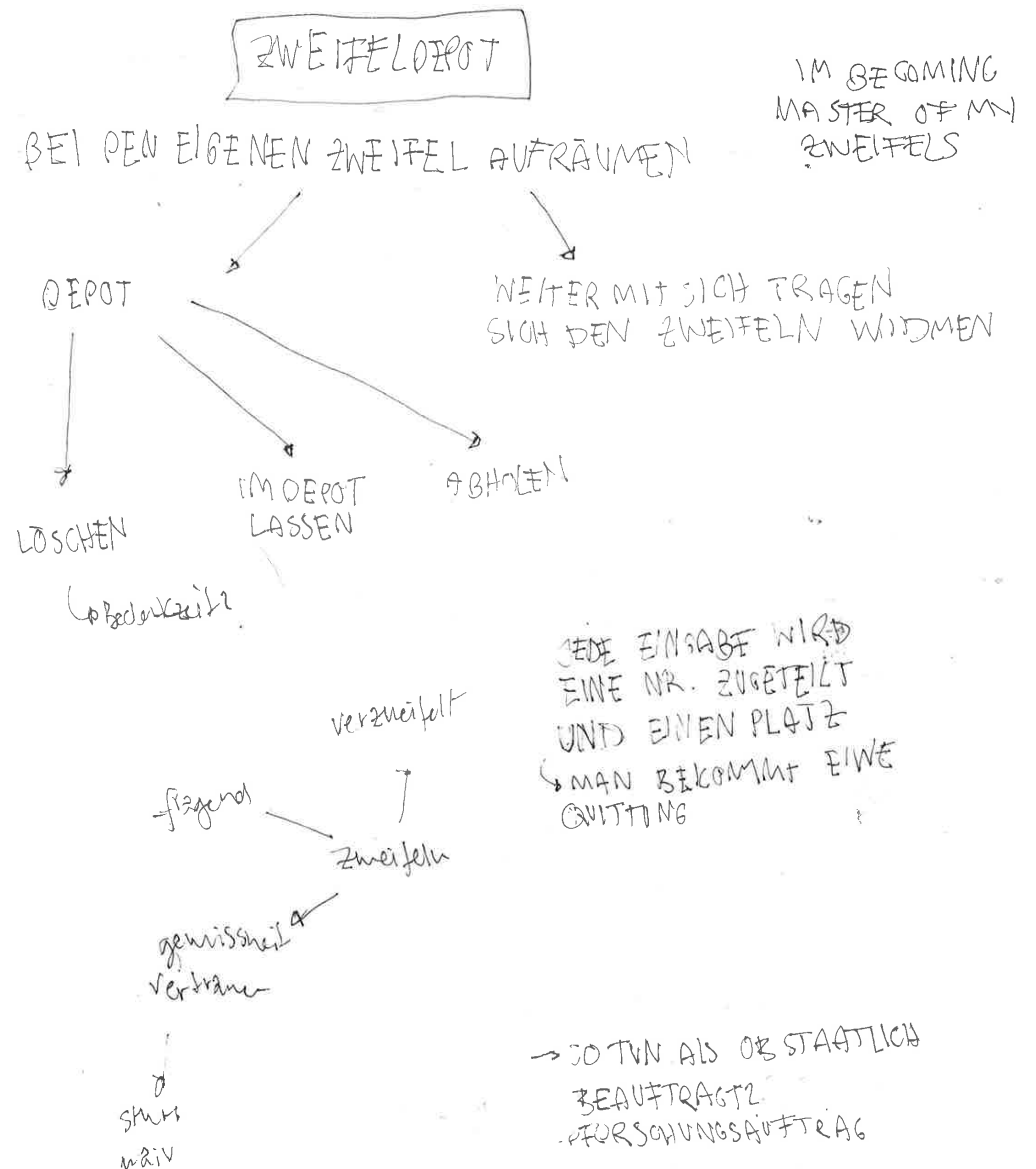 ZWEIFELDEPOT
IM BECOMING
MASTER OF MY
ZWEIFELS
BEI DEN EIGENEN ZWEIFEL AUFRÄUMEN
DEPOT
WEITER MIT SICH TRAGEN
SICH DEN ZWEIFELN WIDMEN
LÖSCHEN
IM DEPOT
LASSEN
ABHOLEN
Bedenkzeit?
JEDE EINGABE WIRD
EINE NR. ZUGETEILT
UND EINEN PLATZ
↳ MAN BEKOMMT EINE
QUITTUNG
verzweifelt
fragend
zweifeln
gewissheit
vertrauen
stur
naiv
→ SO TUN ALS OB STAATLICH
BEAUFTRAGT?
FORSCHUNGSAUFTRAG